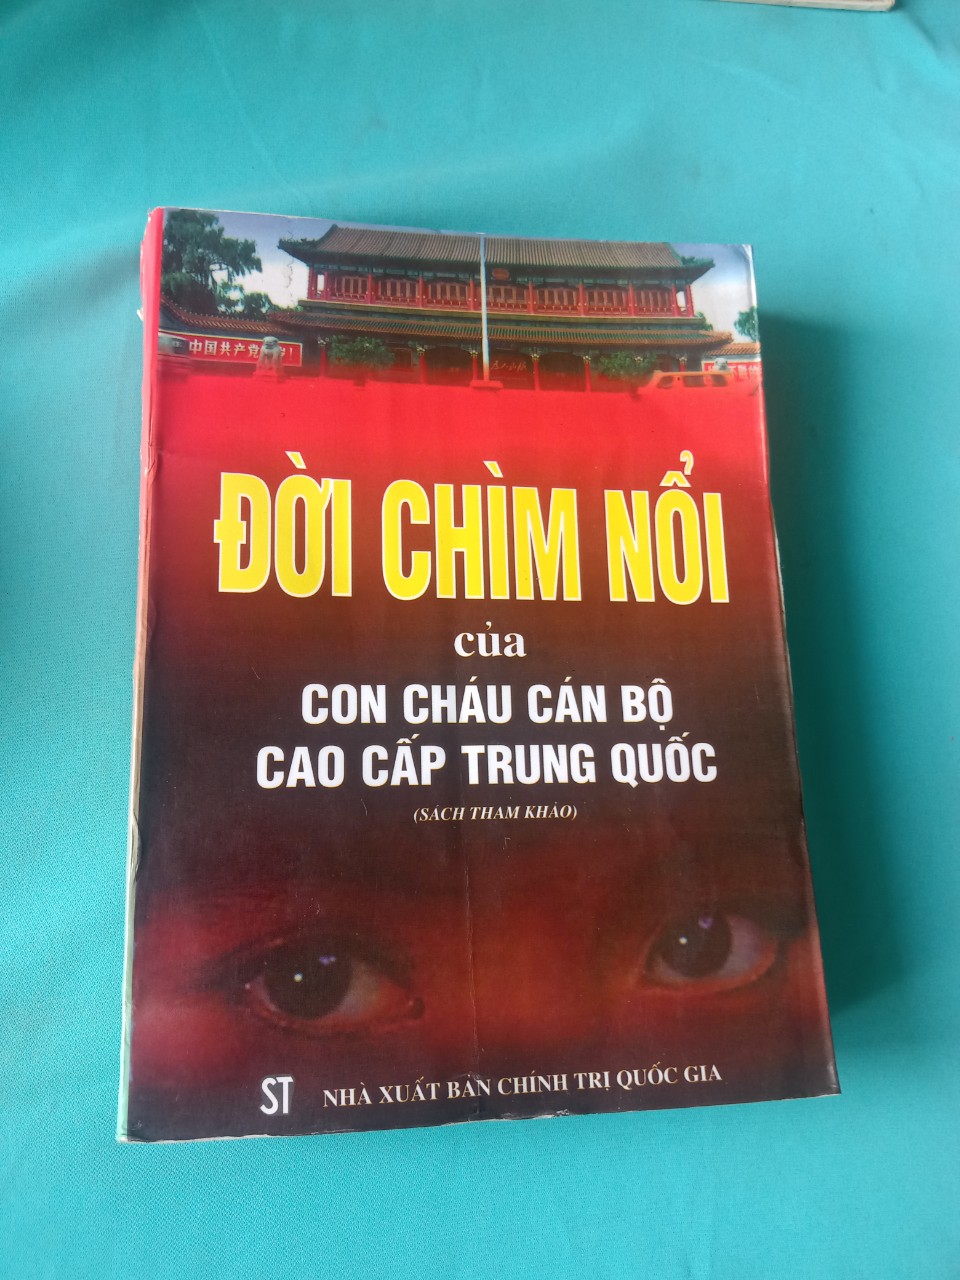 中国共产党
ĐỜI CHÌM NỔI
của
CON CHÁU CÁN BỘ
CAO CẤP TRUNG QUỐC
(SÁCH THAM KHẢO)
ST NHÀ XUẤT BẢN CHÍNH TRỊ QUỐC GIA